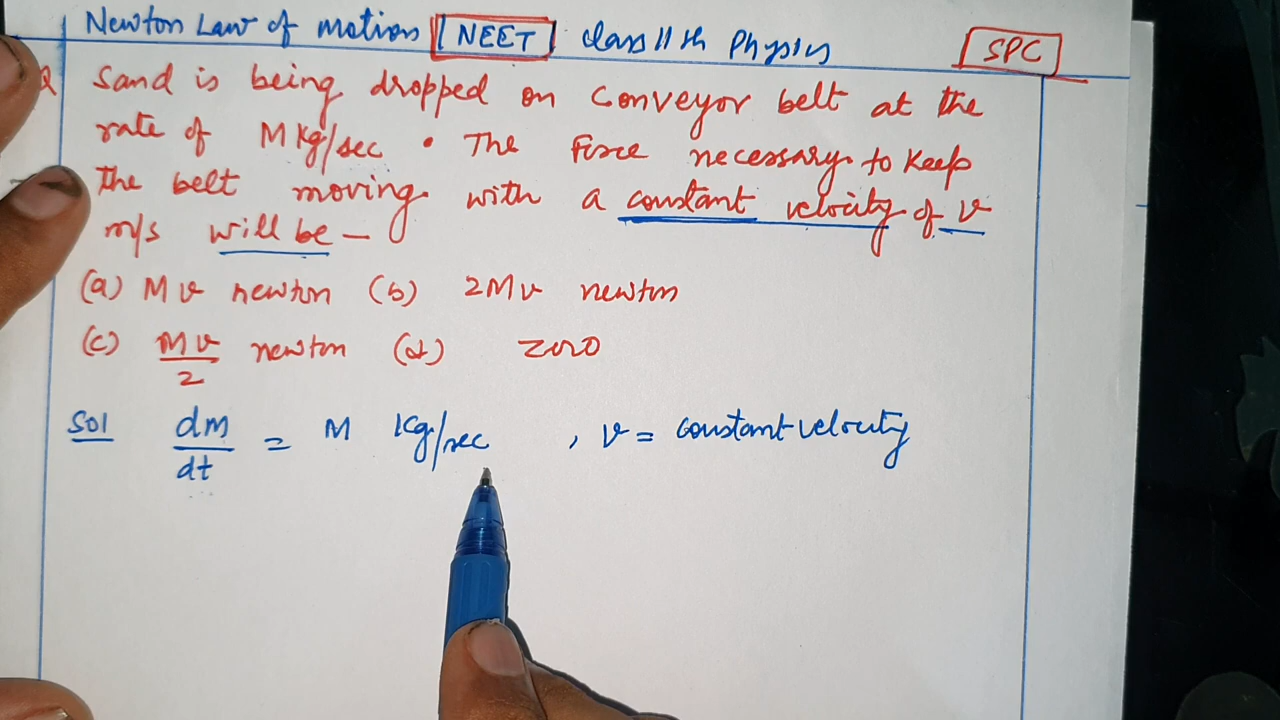 Newton Law of motion NEET class 11th Physics SPC
Q Sand is being dropped on conveyor belt at the
rate of M Kg/sec . The Force necessary to keep
the belt moving with a constant velocity of v
m/s will be -
(a) Mv newton (b) 2Mv newton
(c) Mv/2 newton (d) zero
Sol dm/dt = M Kg/sec , v = constant velocity